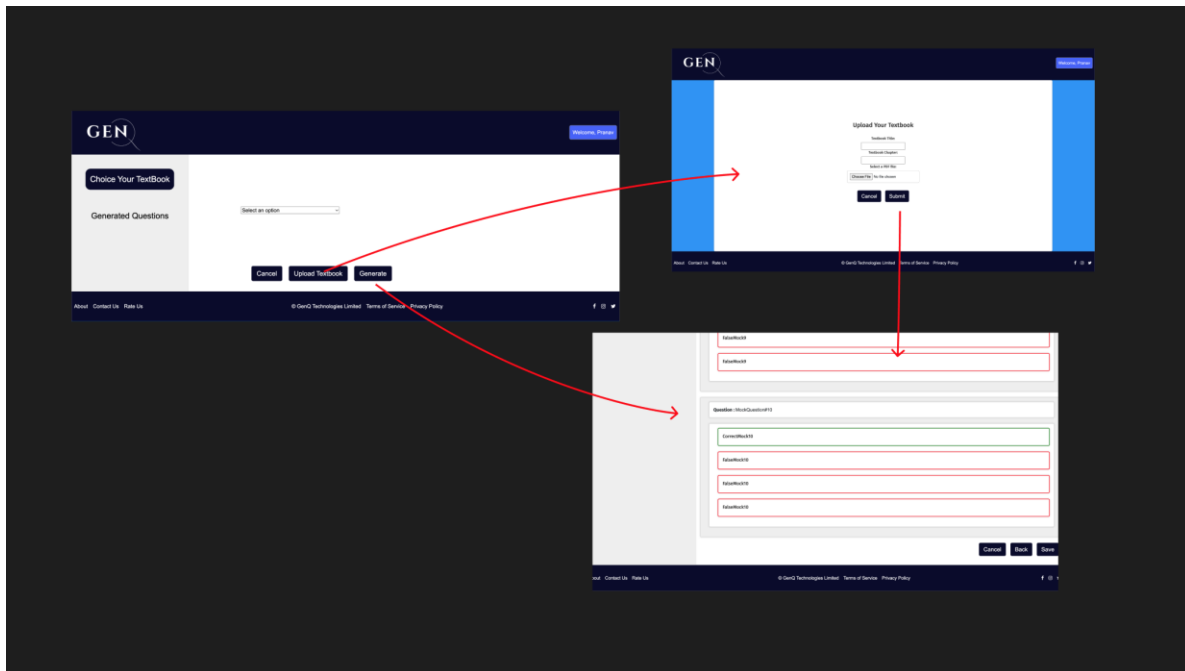 GEN
Welcome, Pranav
Choice Your TextBook
Generated Questions
Select an option
Cancel Upload Textbook Generate
About Contact Us Rate Us © GenQ Technologies Limited Terms of Service Privacy Policy
GEN
Welcome, Pranav
Upload Your Textbook
Textbook Title:
Textbook Chapter:
Select a PDF file:
Choose File No file chosen
Cancel Submit
About Contact Us Rate Us © GenQ Technologies Limited Terms of Service Privacy Policy
FalseMock9
FalseMock9
Question :MockQuestion#10
CorrectMock10
FalseMock10
FalseMock10
FalseMock10
Cancel Back Save
out Contact Us Rate Us © GenQ Technologies Limited Terms of Service Privacy Policy